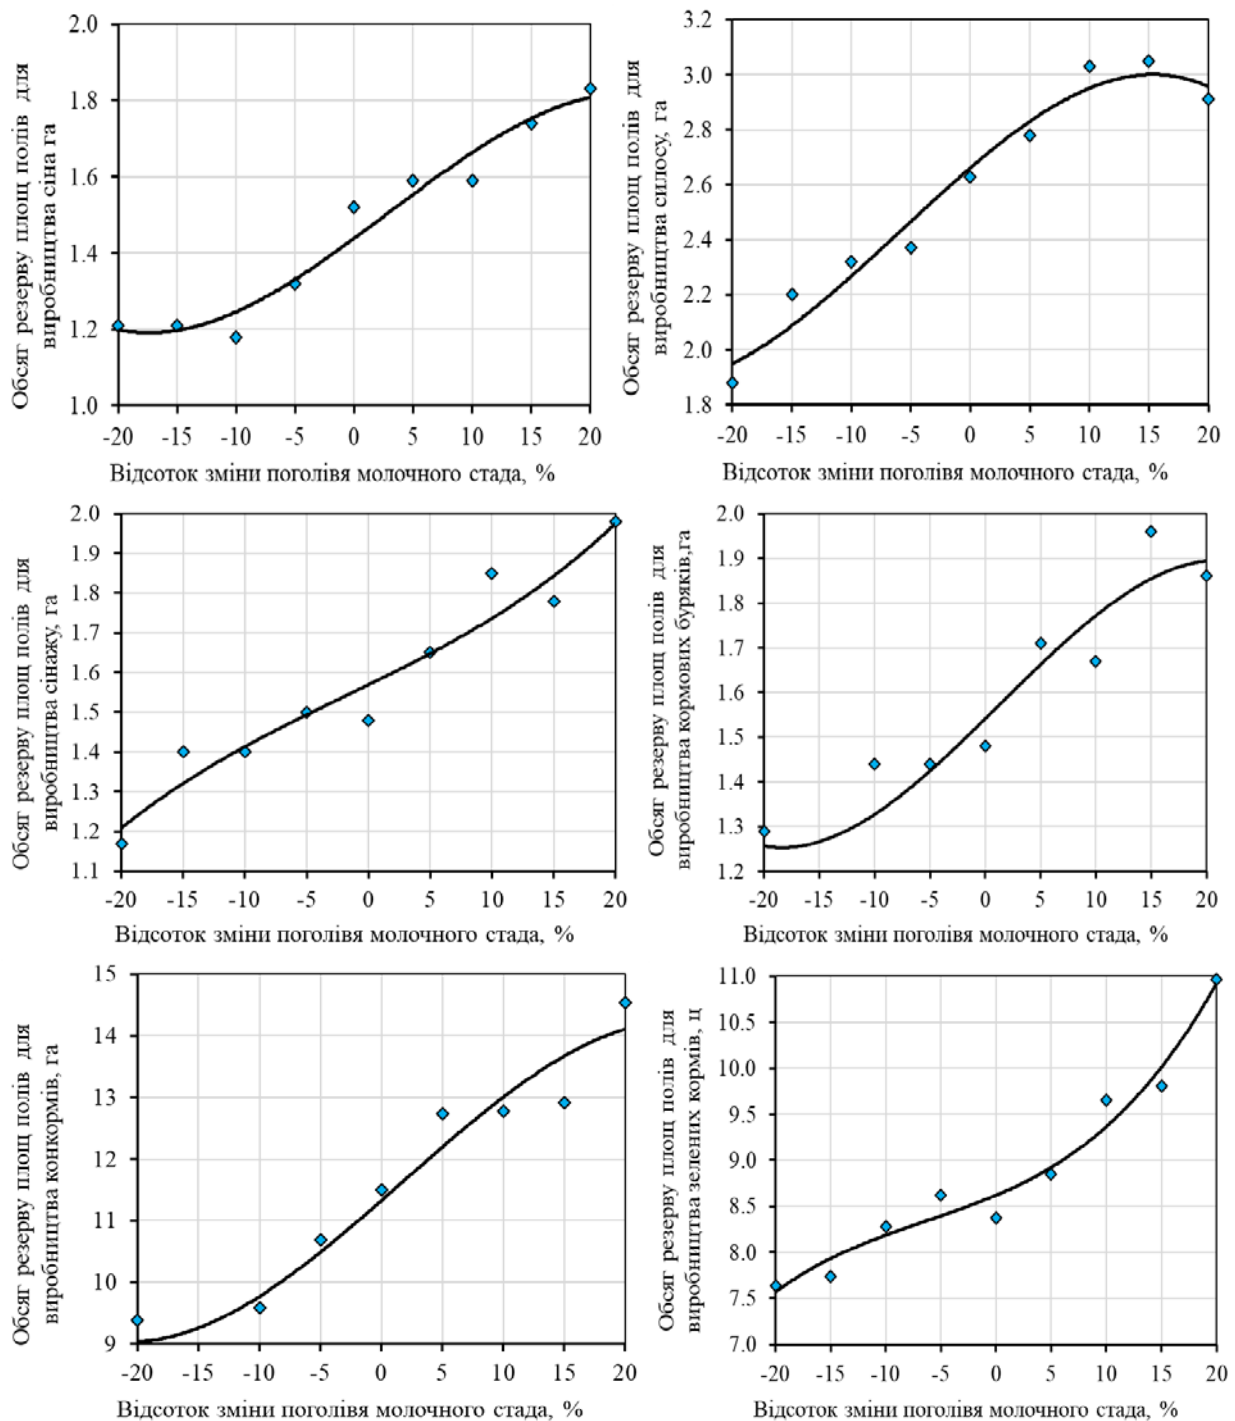 Обсяг резерву площ полів для
виробництва сіна га
2.0
1.8
1.6
1.4
1.2
1.0
-20 -15 -10 -5 0 5 10 15 20
Відсоток зміни поголівя молочного стада, %
Обсяг резерву площ полів для
виробництва силосу, га
3.2
3.0
2.8
2.6
2.4
2.2
2.0
1.8
-20 -15 -10 -5 0 5 10 15 20
Відсоток зміни поголівя молочного стада, %
Обсяг резерву площ полів для
виробництва сінажу, га
2.0
1.9
1.8
1.7
1.6
1.5
1.4
1.3
1.2
1.1
-20 -15 -10 -5 0 5 10 15 20
Відсоток зміни поголівя молочного стада, %
Обсяг резерву площ полів для
виробництва кормових буряків,га
2.0
1.9
1.8
1.7
1.6
1.5
1.4
1.3
1.2
-20 -15 -10 -5 0 5 10 15 20
Відсоток зміни поголівя молочного стада, %
Обсяг резерву площ полів для
виробництва конкормів, га
15
14
13
12
11
10
9
-20 -15 -10 -5 0 5 10 15 20
Відсоток зміни поголівя молочного стада, %
Обсяг резерву площ полів для
виробництва зелених кормів, ц
11.0
10.5
10.0
9.5
9.0
8.5
8.0
7.5
7.0
-20 -15 -10 -5 0 5 10 15 20
Відсоток зміни поголівя молочного стада, %